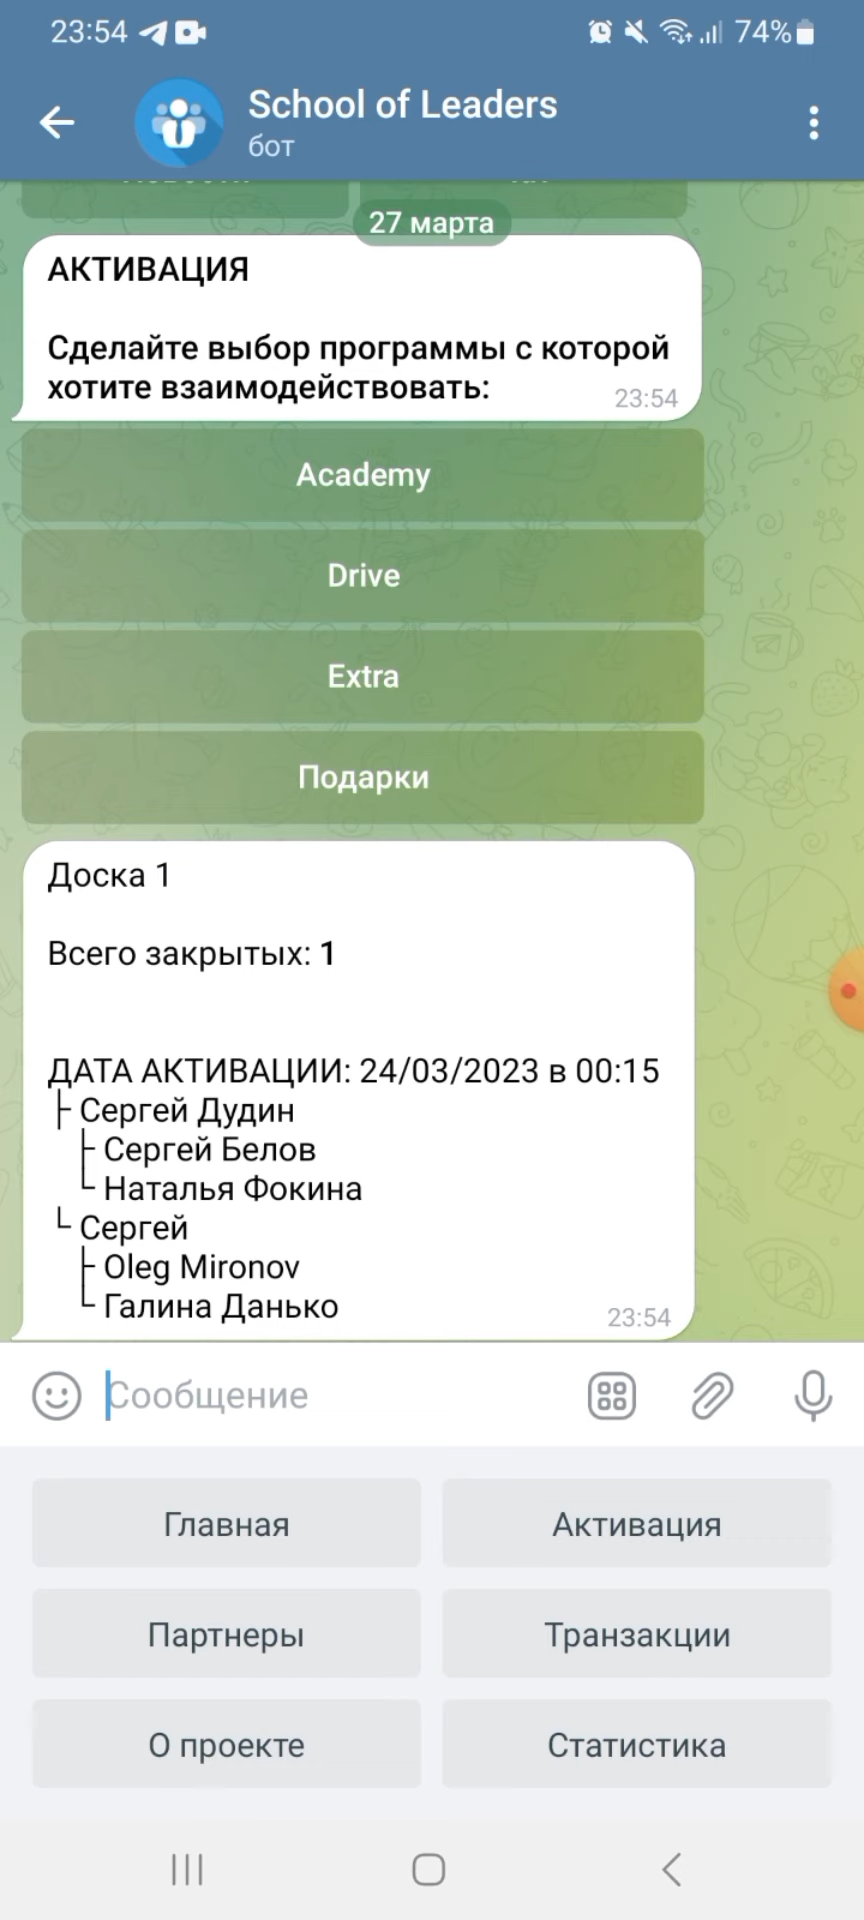 23:54
74%
School of Leaders
бот
27 марта
АКТИВАЦИЯ
Сделайте выбор программы с которой
хотите взаимодействовать:
23:54
Academy
Drive
Extra
Подарки
Доска 1
Всего закрытых: 1
ДАТА АКТИВАЦИИ: 24/03/2023 в 00:15
├ Сергей Дудин
├ Сергей Белов
└ Наталья Фокина
└ Сергей
├ Oleg Mironov
└ Галина Данько
23:54
Сообщение
Главная
Активация
Партнеры
Транзакции
О проекте
Статистика